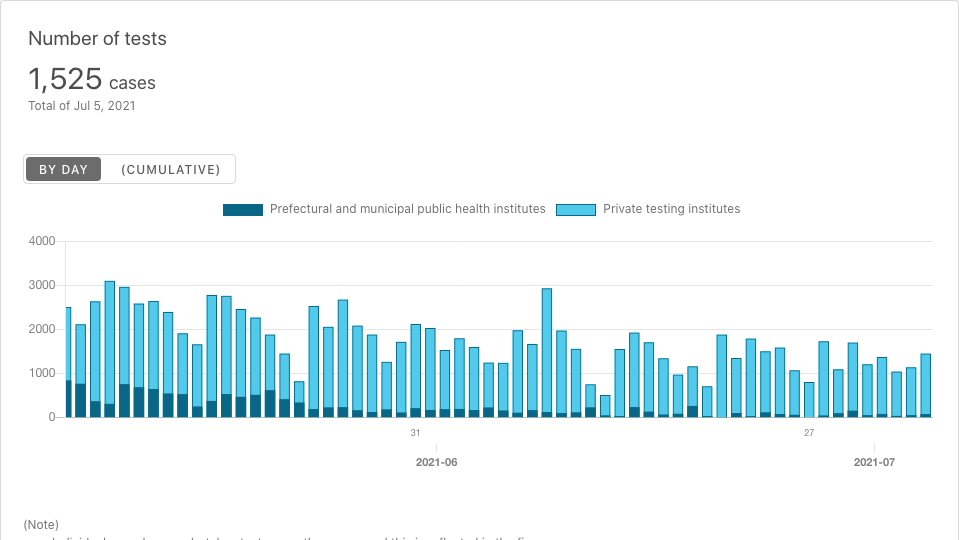 Number of tests
1,525 cases
Total of Jul 5, 2021
BY DAY (CUMULATIVE)
Prefectural and municipal public health institutes Private testing institutes
4000
3000
2000
1000
0
31 27
2021-06 2021-07
(Note)